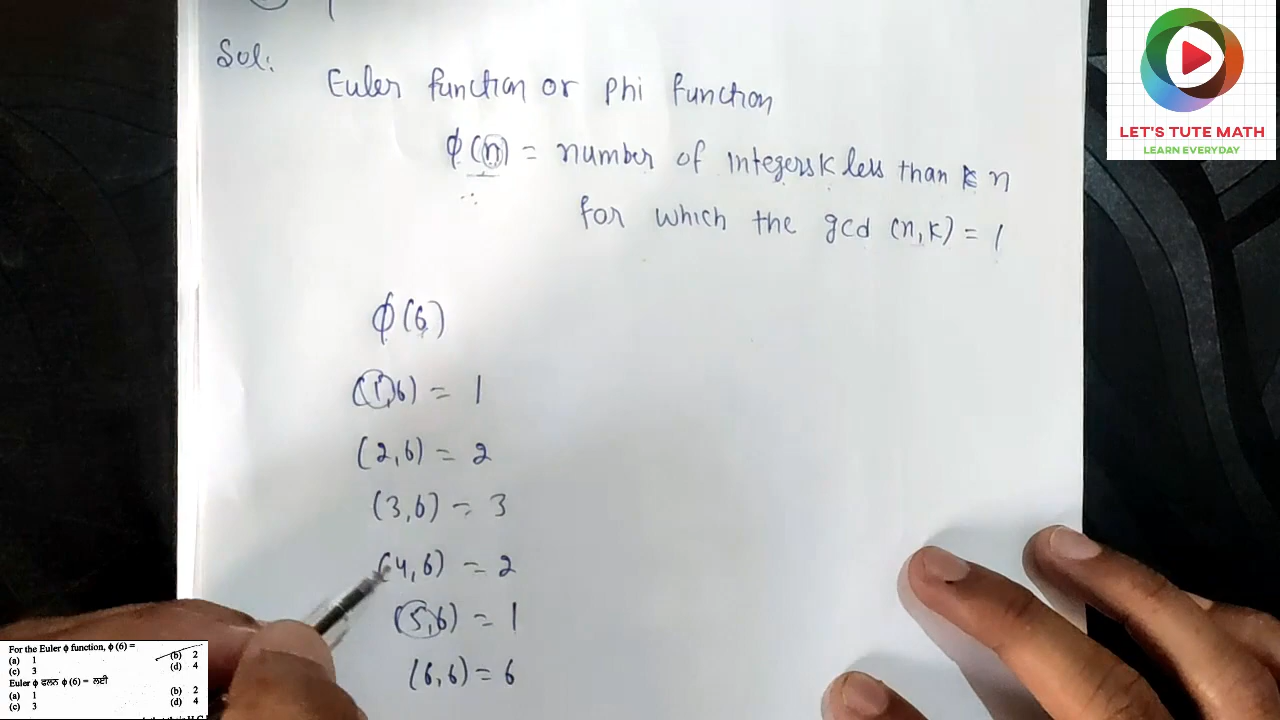 Sol:
Euler function or Phi function
ϕ(n) = number of integers k less than n
∴
for which the gcd (n,k) = 1
ϕ(6)
(1,6) = 1
(2,6) = 2
(3,6) = 3
(4,6) = 2
(5,6) = 1
(6,6) = 6
LET'S TUTE MATH
LEARN EVERYDAY
For the Euler ϕ function, ϕ (6) =
(a) 1 (b) 2
(c) 3 (d) 4
Euler ϕ ਫਲਨ ϕ (6) = ਲਈ
(a) 1 (b) 2
(c) 3 (d) 4